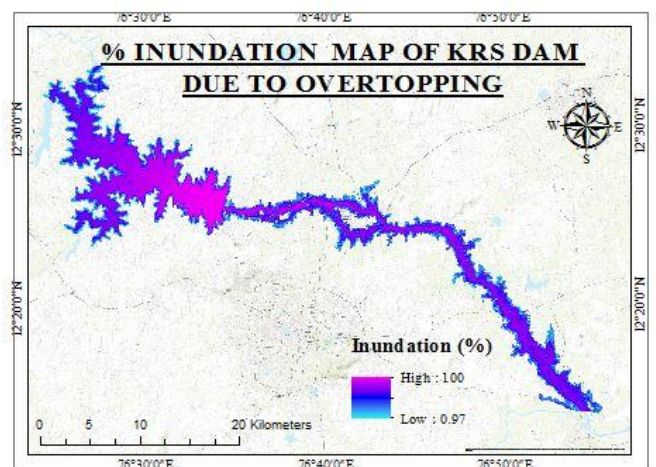 76°30'0"E 76°40'0"E 76°50'0"E
% INUNDATION MAP OF KRS DAM
DUE TO OVERTOPPING
N
W E
S
12°30'0"N 12°30'0"N
12°20'0"N 12°20'0"N
Inundation (%)
High : 100
Low : 0.97
0 5 10 20 Kilometers
76°30'0"E 76°40'0"E 76°50'0"E